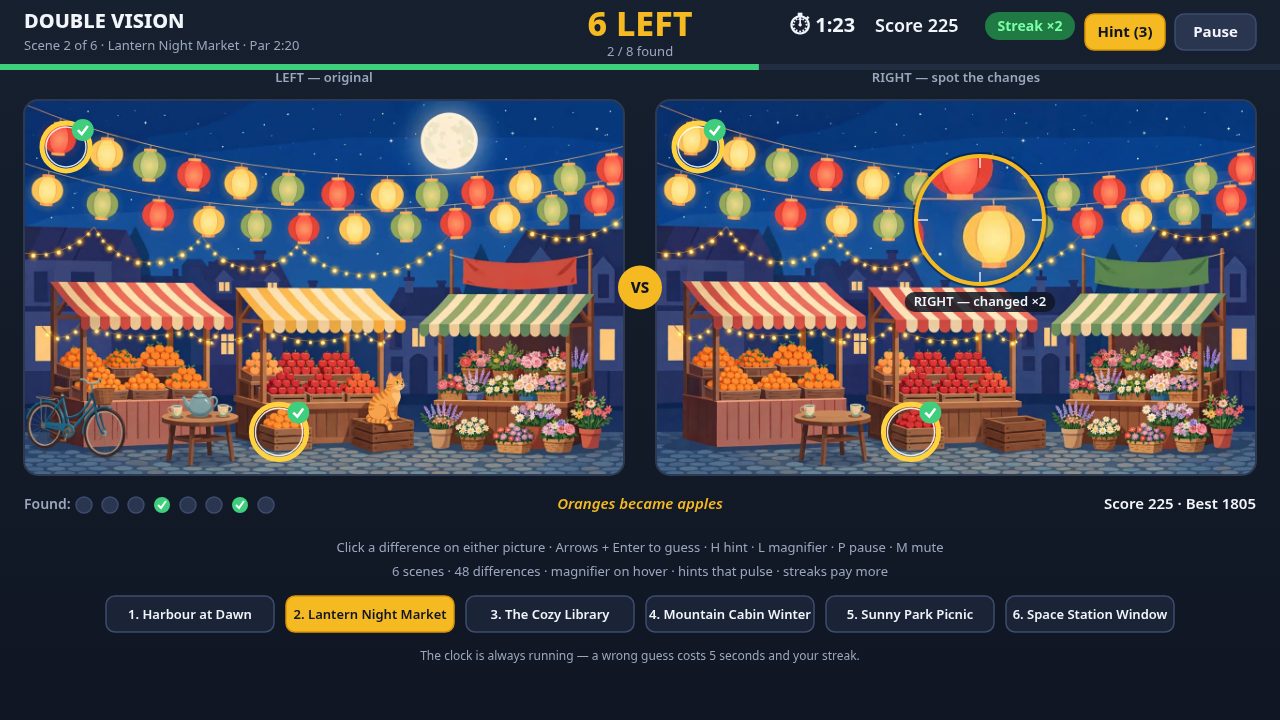 DOUBLE VISION
Scene 2 of 6 · Lantern Night Market · Par 2:20
6 LEFT
2 / 8 found
⏱ 1:23
Score 225
Streak ×2
Hint (3)
Pause
LEFT — original
RIGHT — spot the changes
VS
RIGHT — changed ×2
Found:
Oranges became apples
Score 225 · Best 1805
Click a difference on either picture · Arrows + Enter to guess · H hint · L magnifier · P pause · M mute
6 scenes · 48 differences · magnifier on hover · hints that pulse · streaks pay more
1. Harbour at Dawn
2. Lantern Night Market
3. The Cozy Library
4. Mountain Cabin Winter
5. Sunny Park Picnic
6. Space Station Window
The clock is always running — a wrong guess costs 5 seconds and your streak.